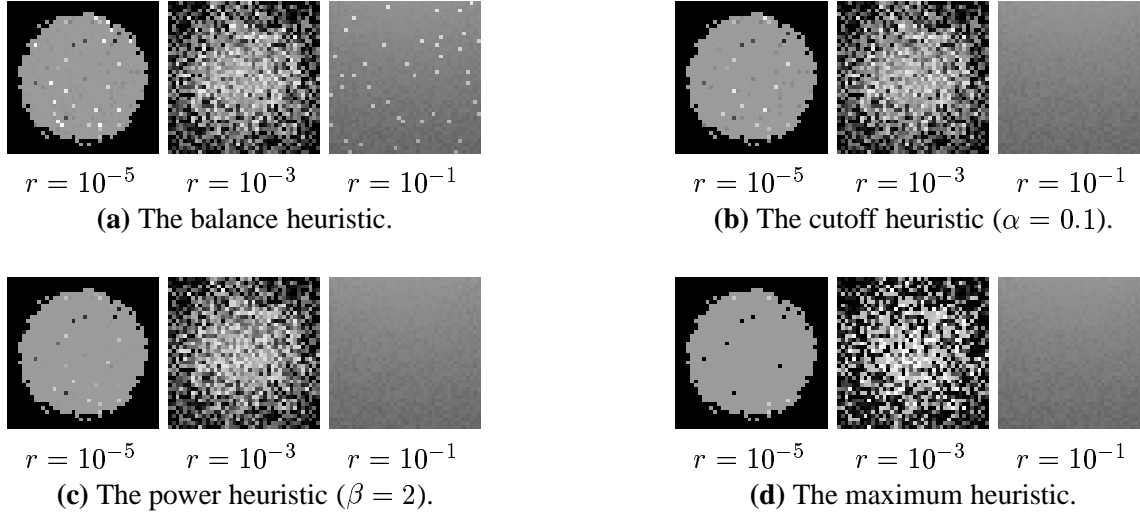 r = 10⁻⁵ r = 10⁻³ r = 10⁻¹
(a) The balance heuristic.
r = 10⁻⁵ r = 10⁻³ r = 10⁻¹
(b) The cutoff heuristic (α = 0.1).
r = 10⁻⁵ r = 10⁻³ r = 10⁻¹
(c) The power heuristic (β = 2).
r = 10⁻⁵ r = 10⁻³ r = 10⁻¹
(d) The maximum heuristic.